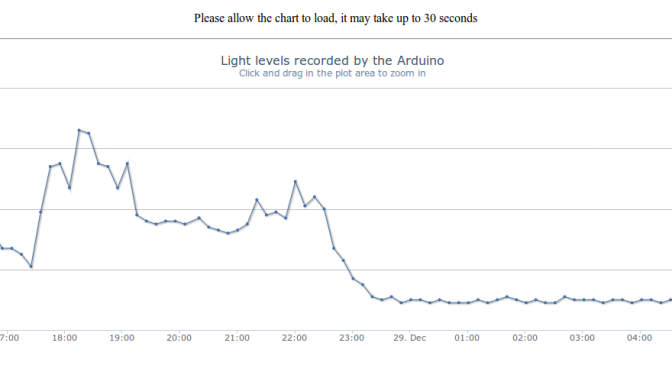 Please allow the chart to load, it may take up to 30 seconds
Light levels recorded by the Arduino
Click and drag in the plot area to zoom in
7:00 18:00 19:00 20:00 21:00 22:00 23:00 29. Dec 01:00 02:00 03:00 04:00